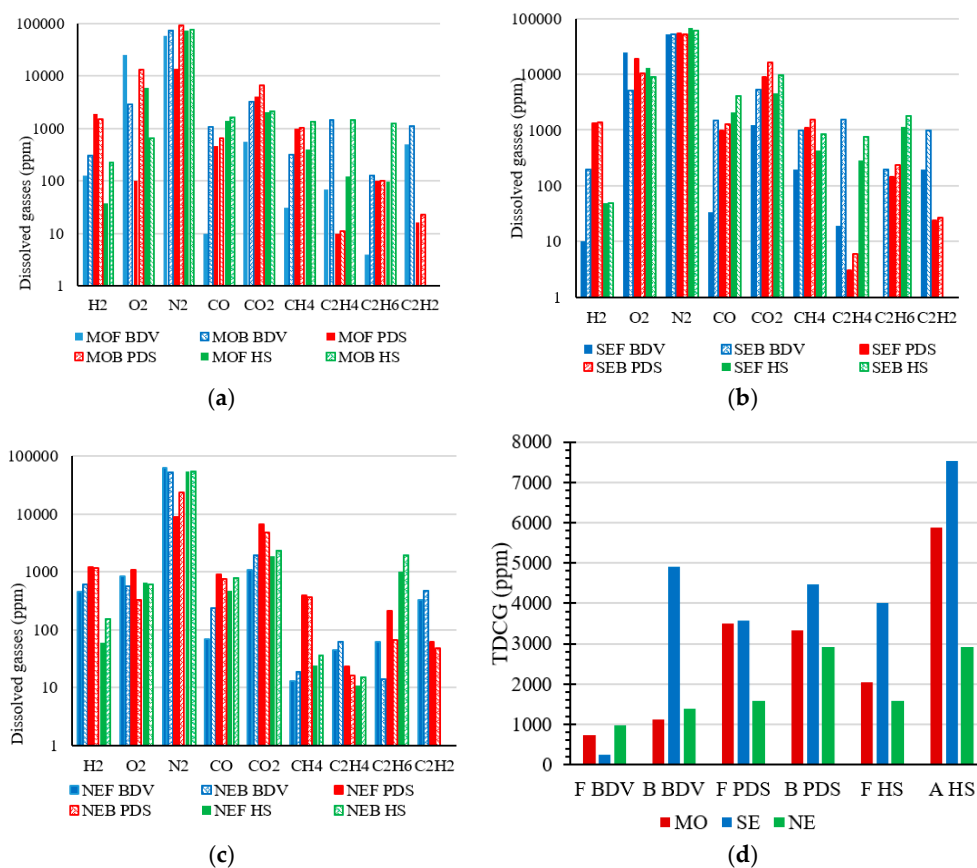 100000
10000
1000
100
10
1
Dissolved gasses (ppm)
H2 O2 N2 CO CO2 CH4 C2H4 C2H6 C2H2
MOF BDV MOB BDV MOF PDS
MOB PDS MOF HS MOB HS
(a)
100000
10000
1000
100
10
1
Dissolved gasses (ppm)
H2 O2 N2 CO CO2 CH4 C2H4 C2H6 C2H2
SEF BDV SEB BDV SEF PDS
SEB PDS SEF HS SEB HS
(b)
100000
10000
1000
100
10
1
Dissolved gasses (ppm)
H2 O2 N2 CO CO2 CH4 C2H4 C2H6 C2H2
NEF BDV NEB BDV NEF PDS
NEB PDS NEF HS NEB HS
(c)
8000
7000
6000
5000
4000
3000
2000
1000
0
TDCG (ppm)
F BDV B BDV F PDS B PDS F HS A HS
MO SE NE
(d)